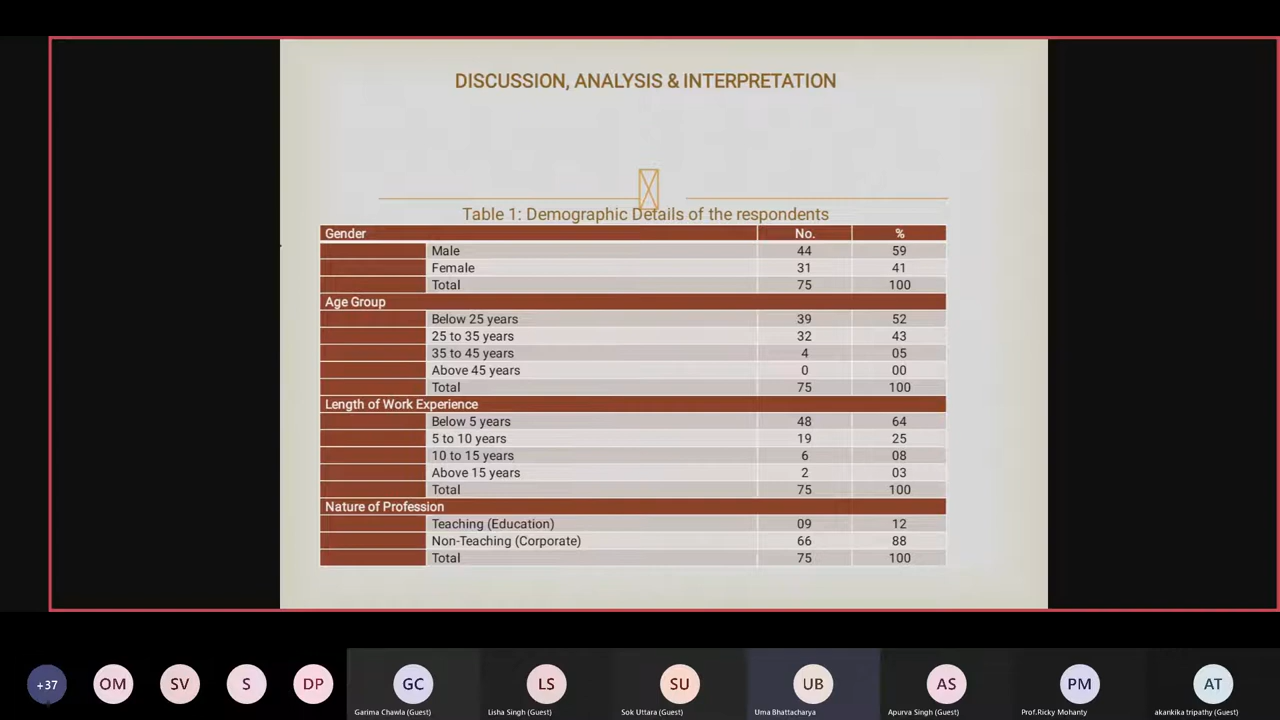 DISCUSSION, ANALYSIS & INTERPRETATION
Table 1: Demographic Details of the respondents
Gender No. %
Male 44 59
Female 31 41
Total 75 100
Age Group
Below 25 years 39 52
25 to 35 years 32 43
35 to 45 years 4 05
Above 45 years 0 00
Total 75 100
Length of Work Experience
Below 5 years 48 64
5 to 10 years 19 25
10 to 15 years 6 08
Above 15 years 2 03
Total 75 100
Nature of Profession
Teaching (Education) 09 12
Non-Teaching (Corporate) 66 88
Total 75 100
+37 OM SV S DP GC LS SU UB AS PM AT
Garima Chawla (Guest) Lisha Singh (Guest) Sok Uttara (Guest) Uma Bhattacharya Apurva Singh (Guest) Prof.Ricky Mohanty akankika tripathy (Guest)